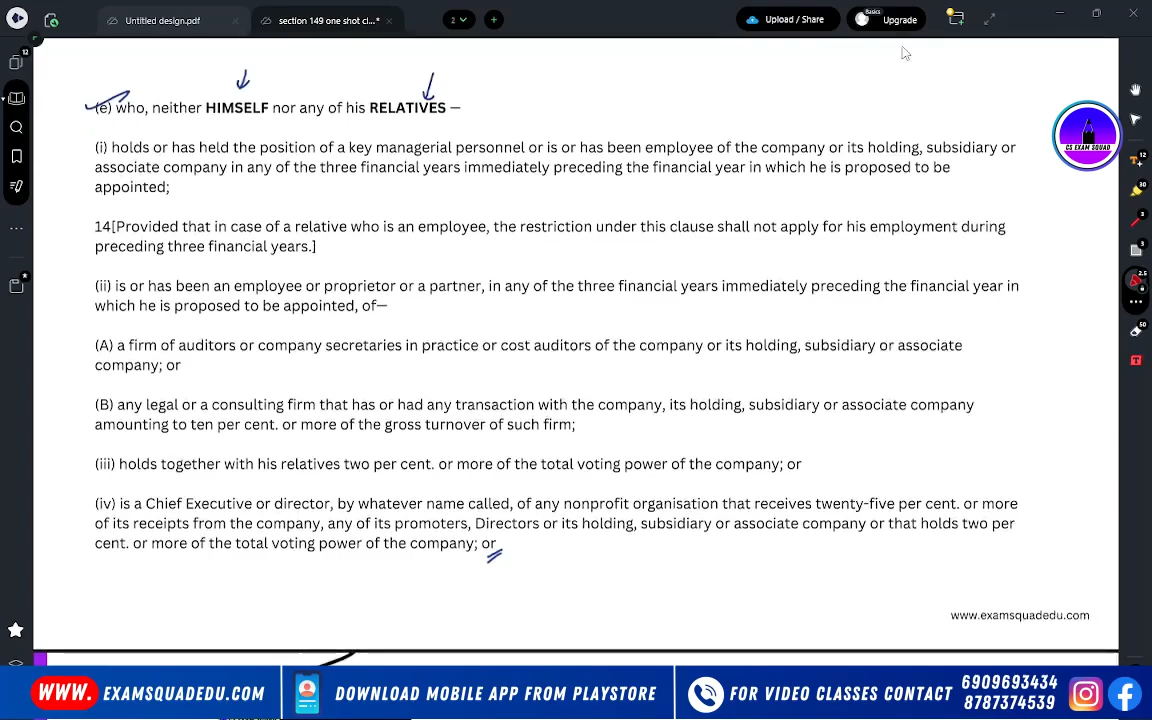 Untitled design.pdf
section 149 one shot cl...*
2
Upload / Share
Basics
Upgrade
12
(e) who, neither HIMSELF nor any of his RELATIVES —
(i) holds or has held the position of a key managerial personnel or is or has been employee of the company or its holding, subsidiary or
associate company in any of the three financial years immediately preceding the financial year in which he is proposed to be
appointed;
14[Provided that in case of a relative who is an employee, the restriction under this clause shall not apply for his employment during
preceding three financial years.]
(ii) is or has been an employee or proprietor or a partner, in any of the three financial years immediately preceding the financial year in
which he is proposed to be appointed, of—
(A) a firm of auditors or company secretaries in practice or cost auditors of the company or its holding, subsidiary or associate
company; or
(B) any legal or a consulting firm that has or had any transaction with the company, its holding, subsidiary or associate company
amounting to ten per cent. or more of the gross turnover of such firm;
(iii) holds together with his relatives two per cent. or more of the total voting power of the company; or
(iv) is a Chief Executive or director, by whatever name called, of any nonprofit organisation that receives twenty-five per cent. or more
of its receipts from the company, any of its promoters, Directors or its holding, subsidiary or associate company or that holds two per
cent. or more of the total voting power of the company; or
www.examsquadedu.com
CS EXAM SQUAD
12
30
3
3
2.5
50
WWW. EXAMSQUADEDU.COM
DOWNLOAD MOBILE APP FROM PLAYSTORE
FOR VIDEO CLASSES CONTACT
6909693434
8787374539